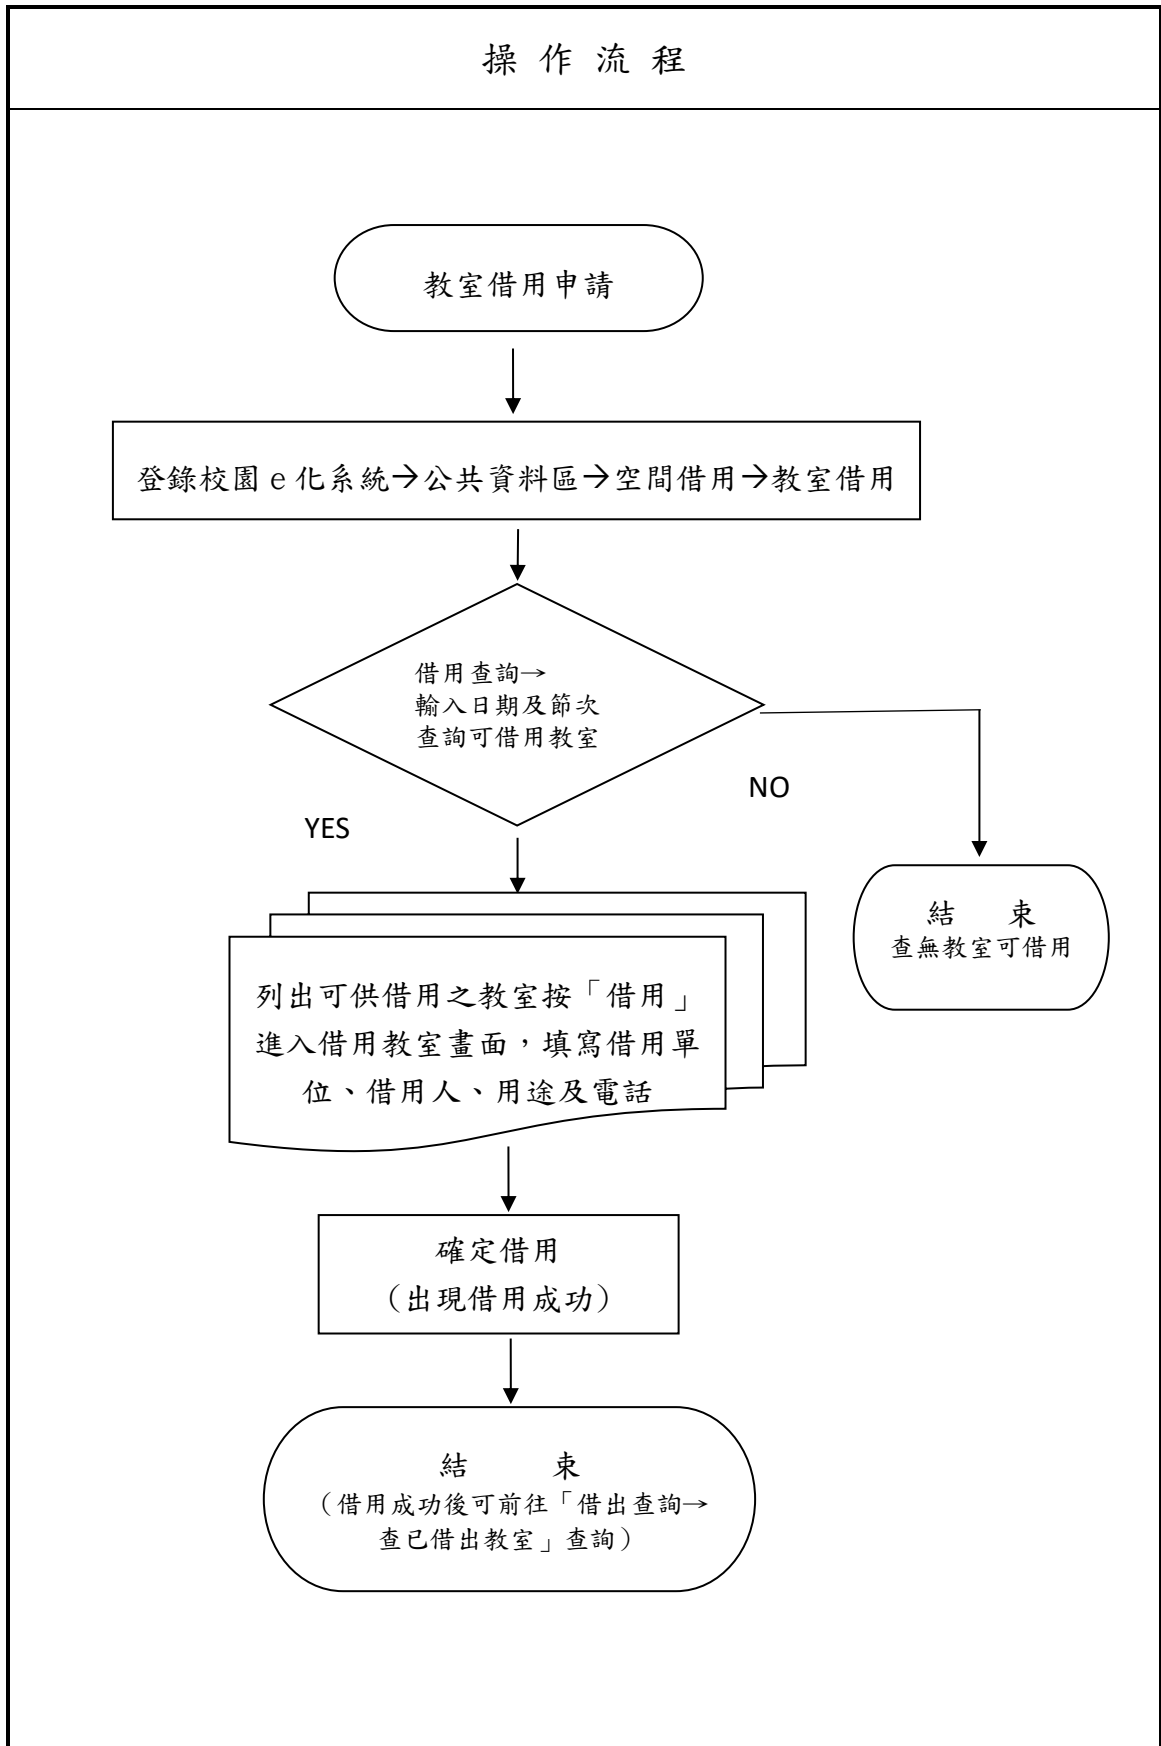 操作流程
教室借用申請
登錄校園e化系統→公共資料區→空間借用→教室借用
借用查詢→
輸入日期及節次
查詢可借用教室
NO
YES
結 束
查無教室可借用
列出可供借用之教室按「借用」
進入借用教室畫面，填寫借用單
位、借用人、用途及電話
確定借用
（出現借用成功）
結 束
（借用成功後可前往「借出查詢→
查已借出教室」查詢）